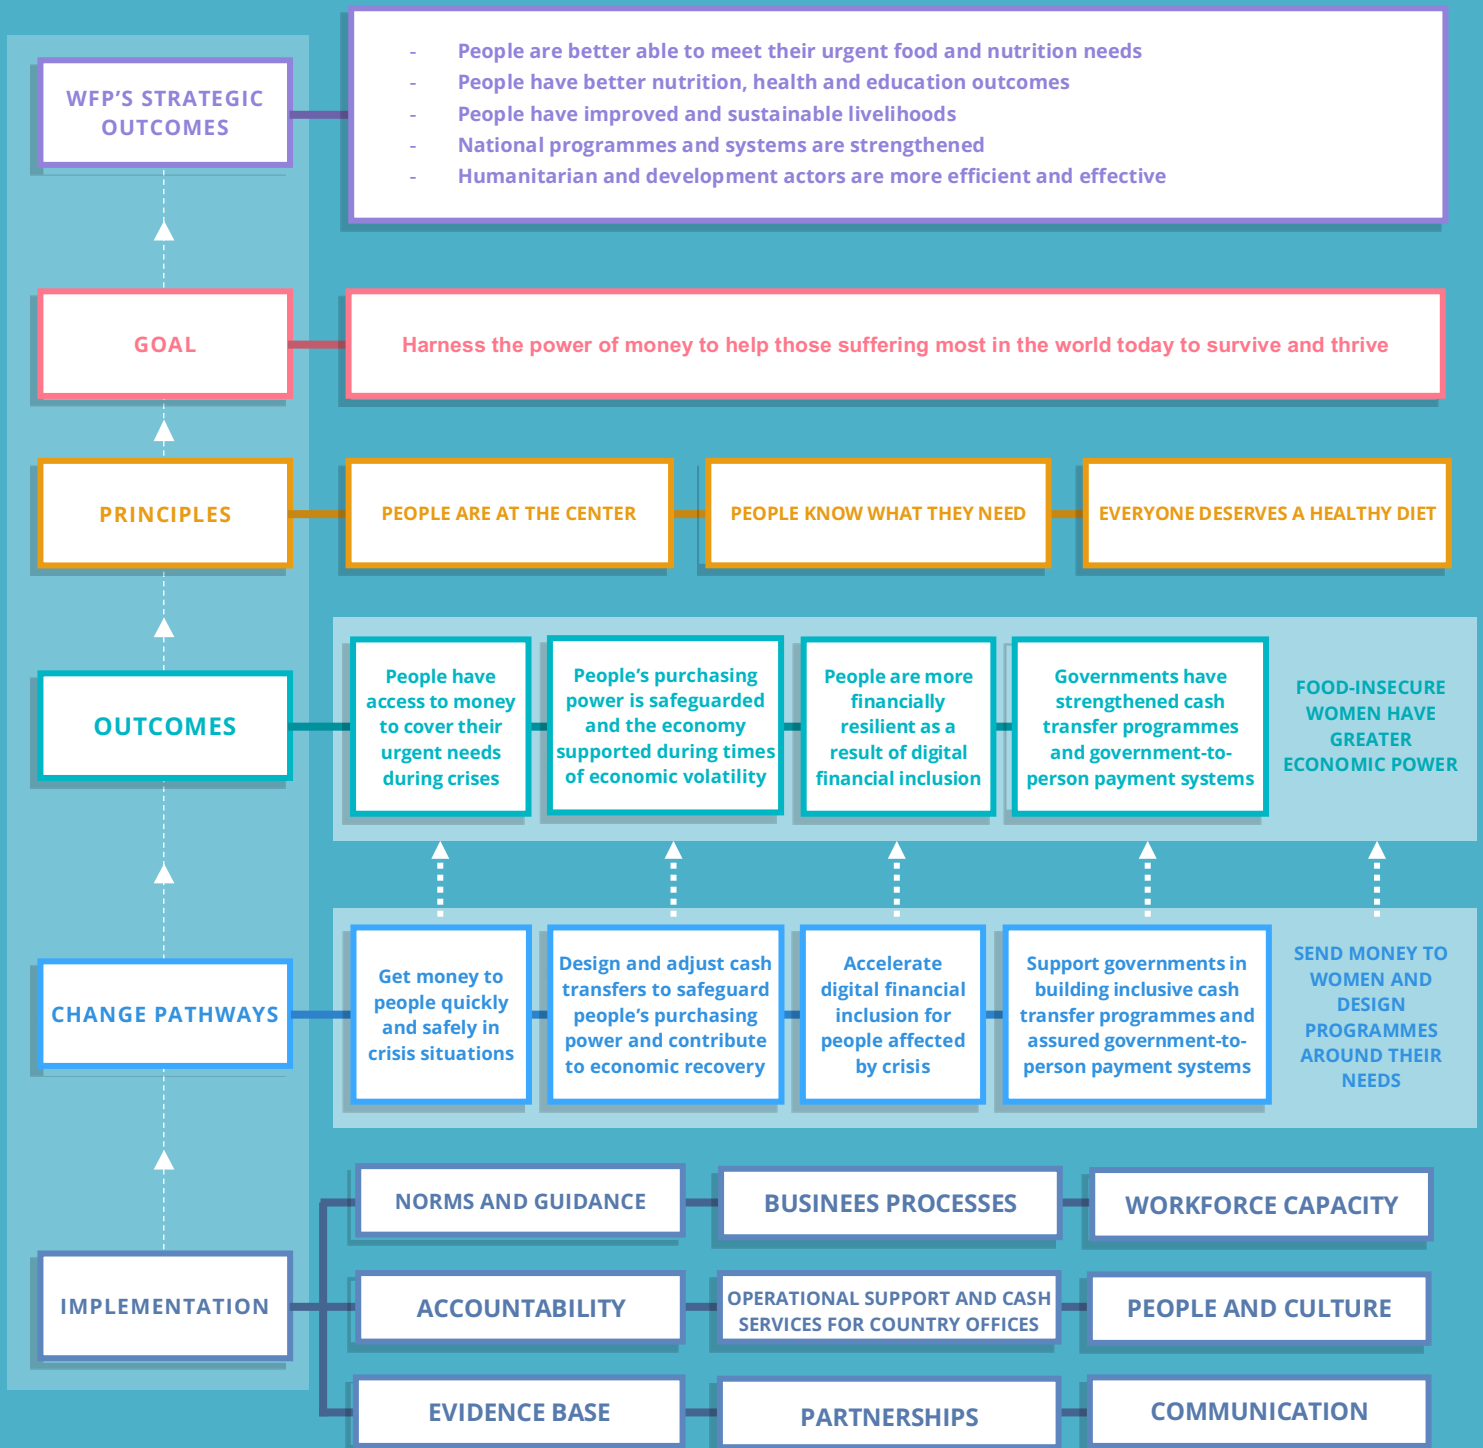 WFP'S STRATEGIC
OUTCOMES
- People are better able to meet their urgent food and nutrition needs
- People have better nutrition, health and education outcomes
- People have improved and sustainable livelihoods
- National programmes and systems are strengthened
- Humanitarian and development actors are more efficient and effective
GOAL
Harness the power of money to help those suffering most in the world today to survive and thrive
PRINCIPLES
PEOPLE ARE AT THE CENTER
PEOPLE KNOW WHAT THEY NEED
EVERYONE DESERVES A HEALTHY DIET
OUTCOMES
People have
access to money
to cover their
urgent needs
during crises
People's purchasing
power is safeguarded
and the economy
supported during times
of economic volatility
People are more
financially
resilient as a
result of digital
financial inclusion
Governments have
strengthened cash
transfer programmes
and government-to-
person payment systems
FOOD-INSECURE
WOMEN HAVE
GREATER
ECONOMIC POWER
CHANGE PATHWAYS
Get money to
people quickly
and safely in
crisis situations
Design and adjust cash
transfers to safeguard
people's purchasing
power and contribute
to economic recovery
Accelerate
digital financial
inclusion for
people affected
by crisis
Support governments in
building inclusive cash
transfer programmes and
assured government-to-
person payment systems
SEND MONEY TO
WOMEN AND
DESIGN
PROGRAMMES
AROUND THEIR
NEEDS
IMPLEMENTATION
NORMS AND GUIDANCE
BUSINEES PROCESSES
WORKFORCE CAPACITY
ACCOUNTABILITY
OPERATIONAL SUPPORT AND CASH
SERVICES FOR COUNTRY OFFICES
PEOPLE AND CULTURE
EVIDENCE BASE
PARTNERSHIPS
COMMUNICATION